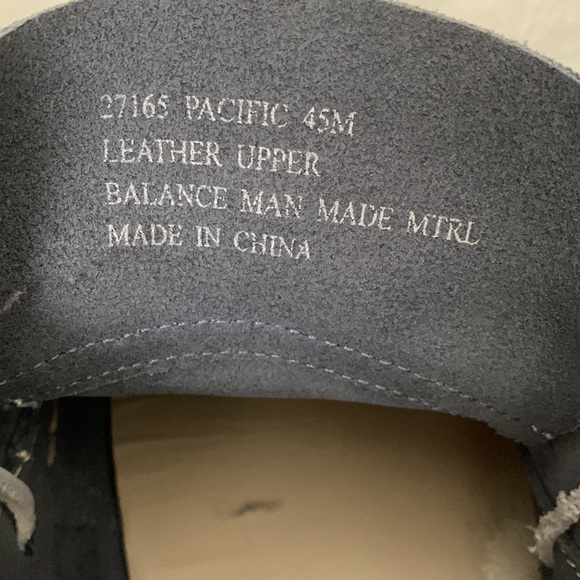 27165 PACIFIC 45M
LEATHER UPPER
BALANCE MAN MADE MTRL
MADE IN CHINA